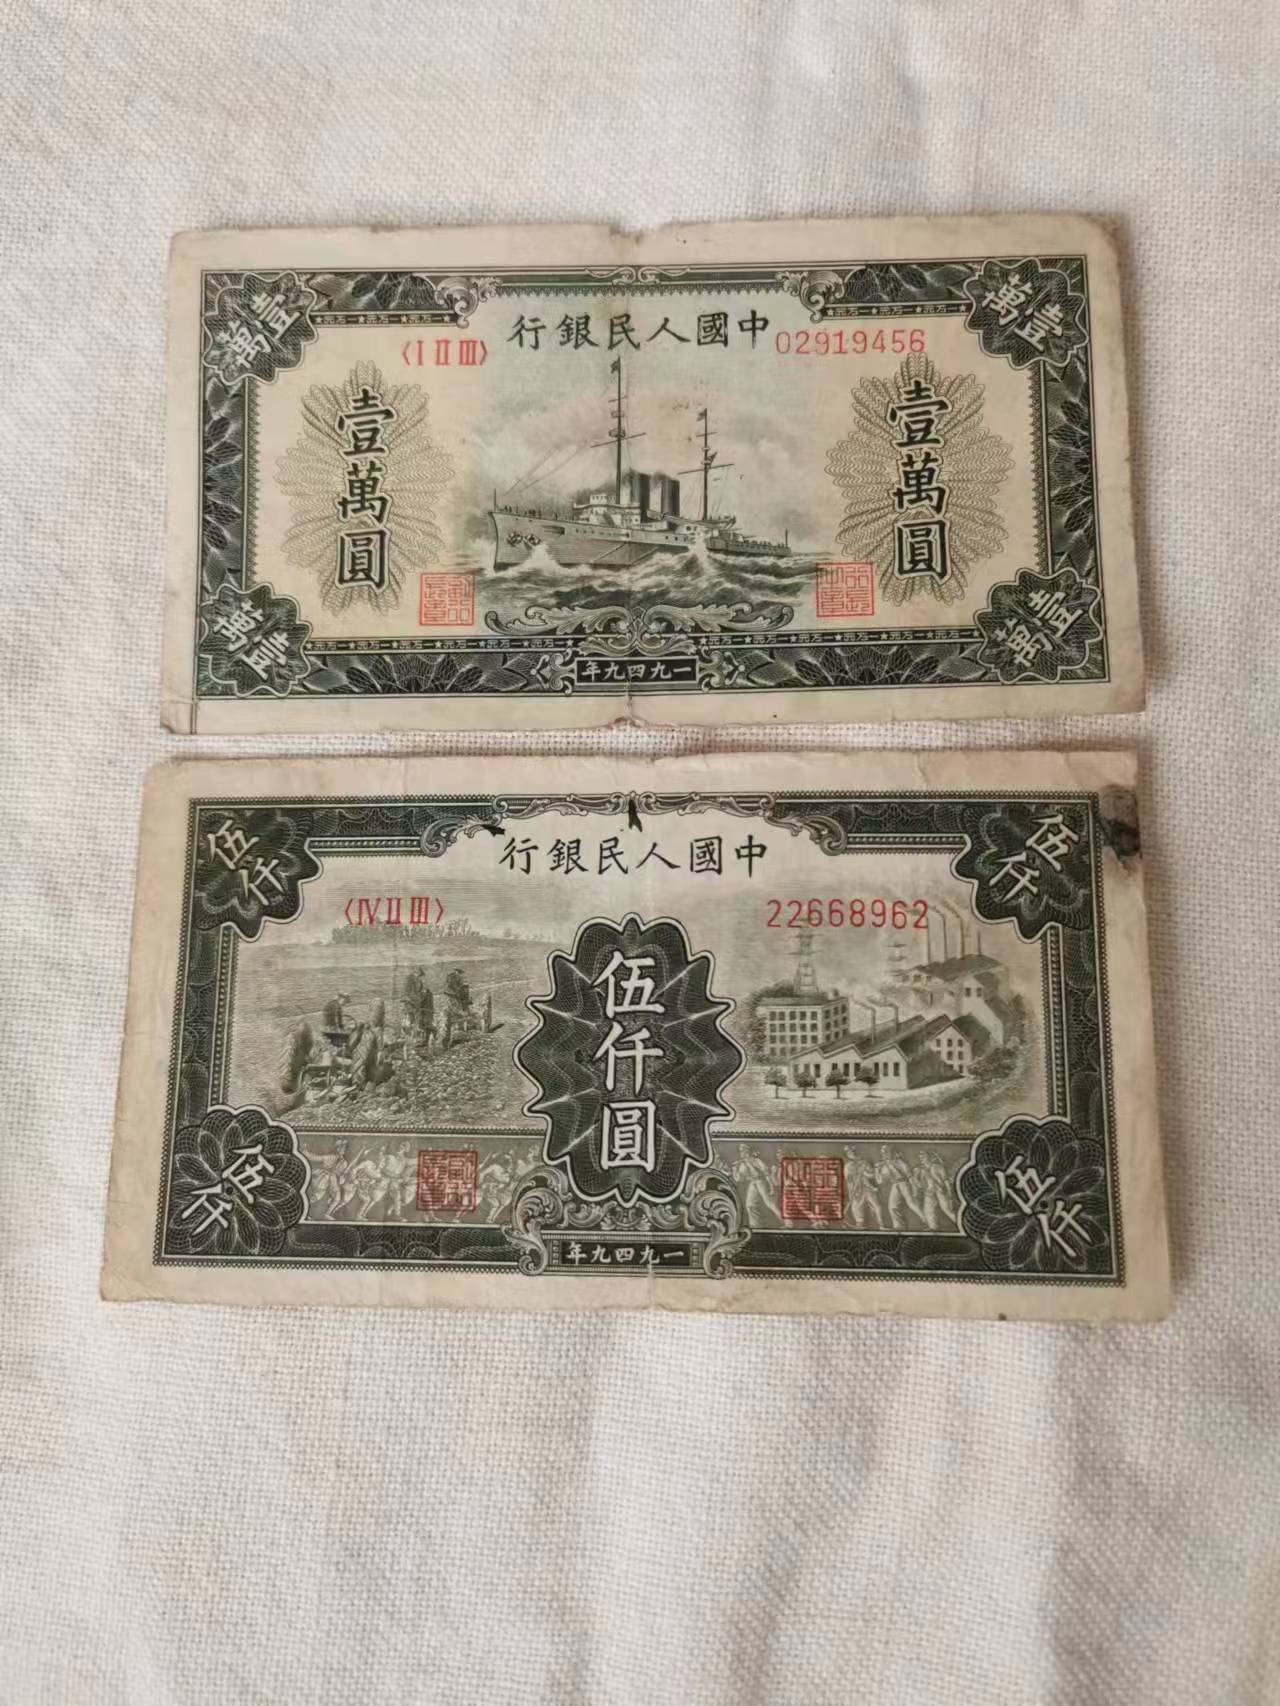 中國人民銀行
〈Ⅰ Ⅱ Ⅲ〉
02919456
壹萬
壹萬
壹萬圓
壹萬圓
壹萬
壹萬
一九四九年
中國人民銀行
〈Ⅳ Ⅱ Ⅲ〉
22668962
伍仟
伍仟
伍仟圓
伍仟
伍仟
一九四九年